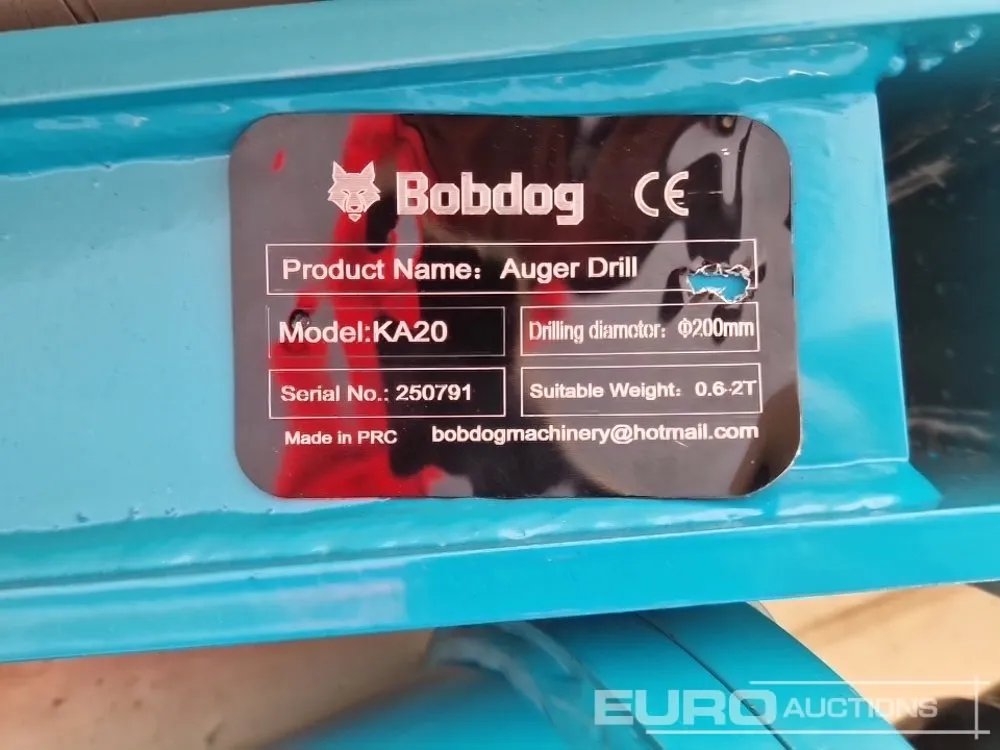 Bobdog CE
Product Name: Auger Drill
Model:KA20
Drilling diamotor: Φ200mm
Serial No.: 250791
Suitable Weight: 0.6-2T
Made in PRC
bobdogmachinery@hotmail.com
EURO AUCTIONS